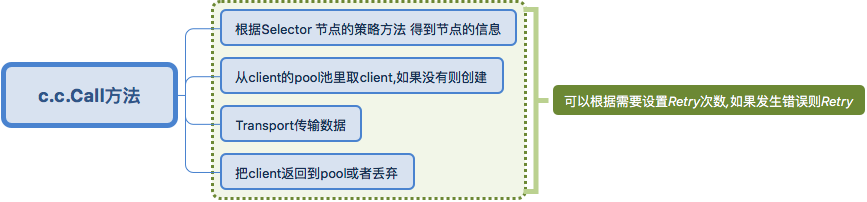 c.c.Call方法
根据Selector 节点的策略方法 得到节点的信息
从client的pool池里取client,如果没有则创建
Transport传输数据
把client返回到pool或者丢弃
可以根据需要设置Retry次数,如果发生错误则Retry